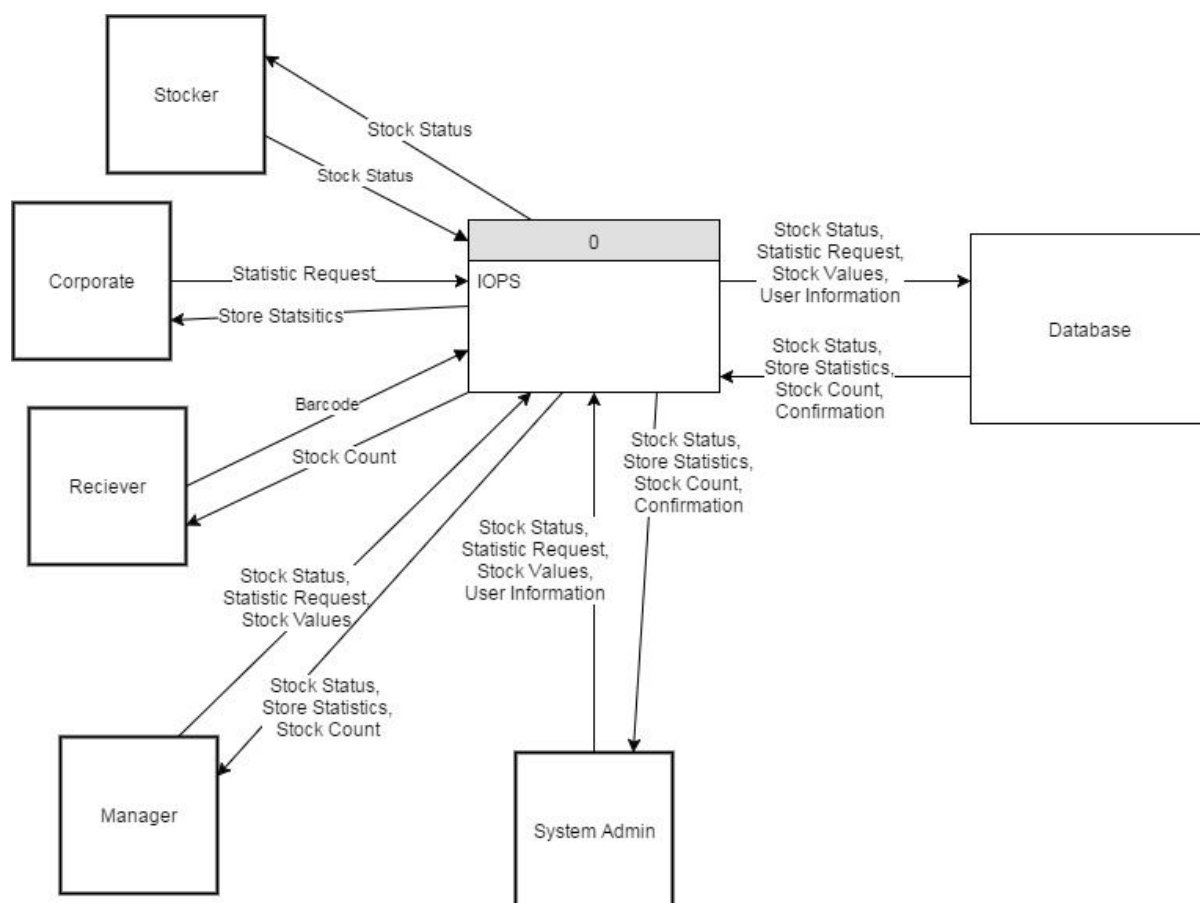 Stocker
Stock Status
Stock Status
Corporate
Statistic Request
Store Statsitics
0
IOPS
Stock Status,
Statistic Request,
Stock Values,
User Information
Database
Stock Status,
Store Statistics,
Stock Count,
Confirmation
Reciever
Barcode
Stock Count
Stock Status,
Store Statistics,
Stock Count,
Confirmation
Stock Status,
Statistic Request,
Stock Values,
User Information
Stock Status,
Statistic Request,
Stock Values
Stock Status,
Store Statistics,
Stock Count
Manager
System Admin